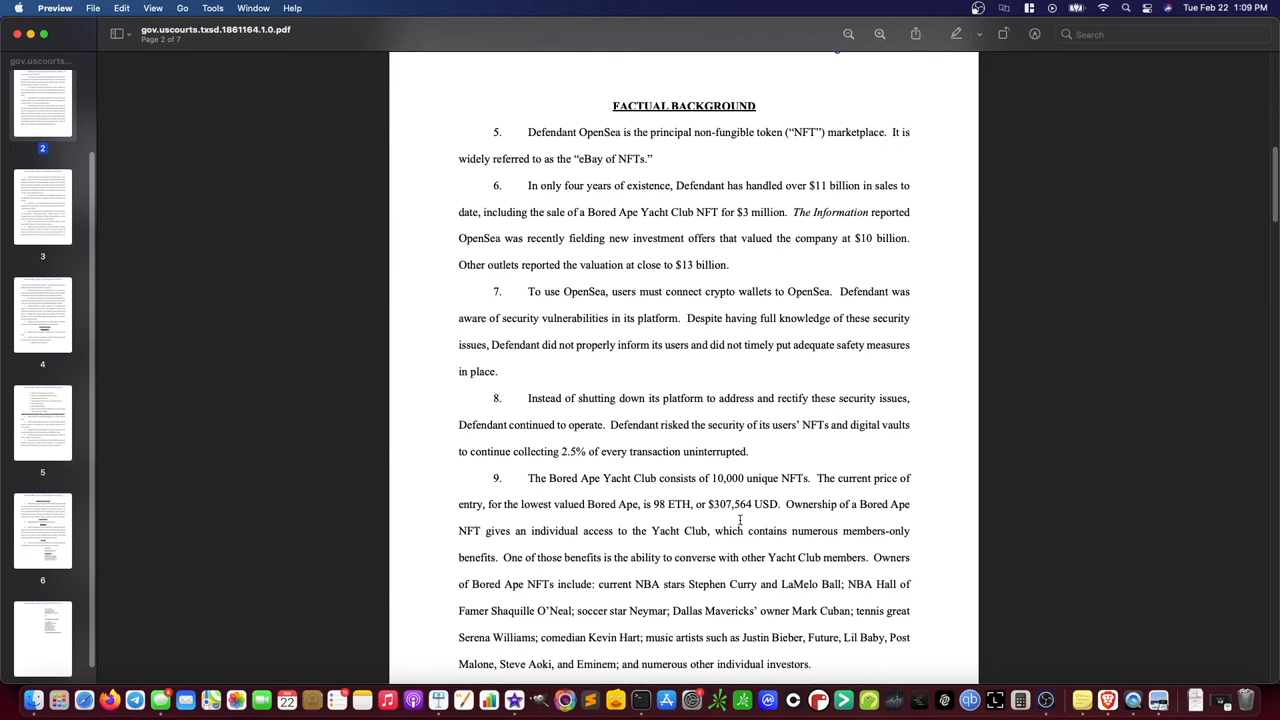 Preview File Edit View Go Tools Window Help
Tue Feb 22 1:09 PM
gov.uscourts.txsd.1861164.1.0.pdf
Page 2 of 7
Search
gov.uscourts...
2
3
4
5
6
FACTUAL BACKGROUND
5. Defendant OpenSea is the principal non-fungible token (“NFT”) marketplace. It is
widely referred to as the “eBay of NFTs.”
6. In only four years of existence, Defendant has handled over $11 billion in sales to
date, including the sale of a Bored Ape Yacht Club NFT for million. The Information reported
OpenSea was recently fielding new investment offers that valued the company at $10 billion.
Other outlets reported the valuation at close to $13 billion.
To use OpenSea, users must connect crypto wallets to OpenSea. Defendant was
aware of security vulnerabilities in its platform. Despite full knowledge of these security
issues, Defendant did not properly inform its users and did not timely put adequate safety measures
in place.
8. Instead of shutting down its platform to address and rectify these security issues,
Defendant continued to operate. Defendant risked the security of its users’ NFTs and digital vaults
to continue collecting 2.5% of every transaction uninterrupted.
9. The Bored Ape Yacht Club consists of 10,000 unique NFTs. The current price of
entry, or the lowest valued Bored Ape, is ETH, or USD. Ownership of a Bored Ape
an individual access to the Yacht Club, which has numerous membership
benefits. One of those benefits is the ability to converse with other Yacht Club members. Owners
of Bored Ape NFTs include: current NBA stars Stephen Curry and LaMelo Ball; NBA Hall of
Famer Shaquille O’Neal; soccer star Neymar; Dallas Mavericks’ owner Mark Cuban; tennis great
Serena Williams; comedian Kevin Hart; music artists such as Justin Bieber, Future, Lil Baby, Post
Malone, Steve Aoki, and Eminem; and numerous other individual investors.
FEB
22